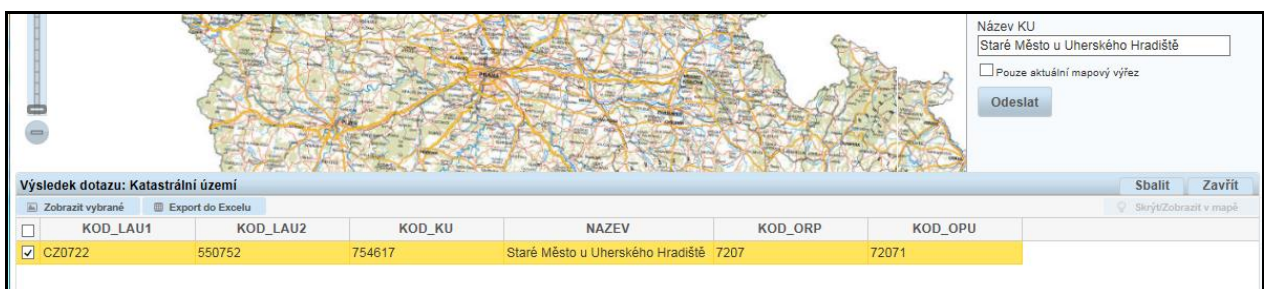 Název KU
Staré Město u Uherského Hradiště
Pouze aktuální mapový výřez
Odeslat
PRAHA
Výsledek dotazu: Katastrální území
Sbalit Zavřít
Zobrazit vybrané Export do Excelu Skrýt/Zobrazit v mapě
KOD_LAU1 KOD_LAU2 KOD_KU NAZEV KOD_ORP KOD_OPU
CZ0722 550752 754617 Staré Město u Uherského Hradiště 7207 72071